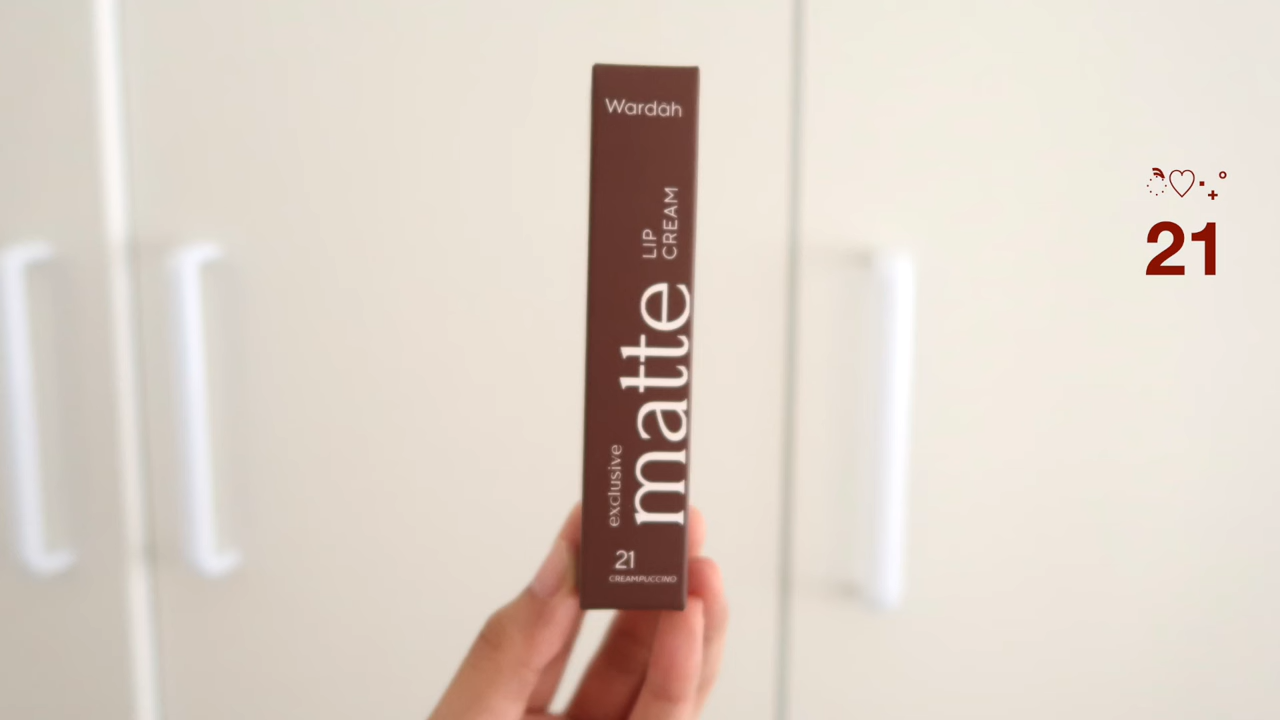 Wardah
LIP
CREAM
exclusive
matte
21
CREAMPUCCINO
21